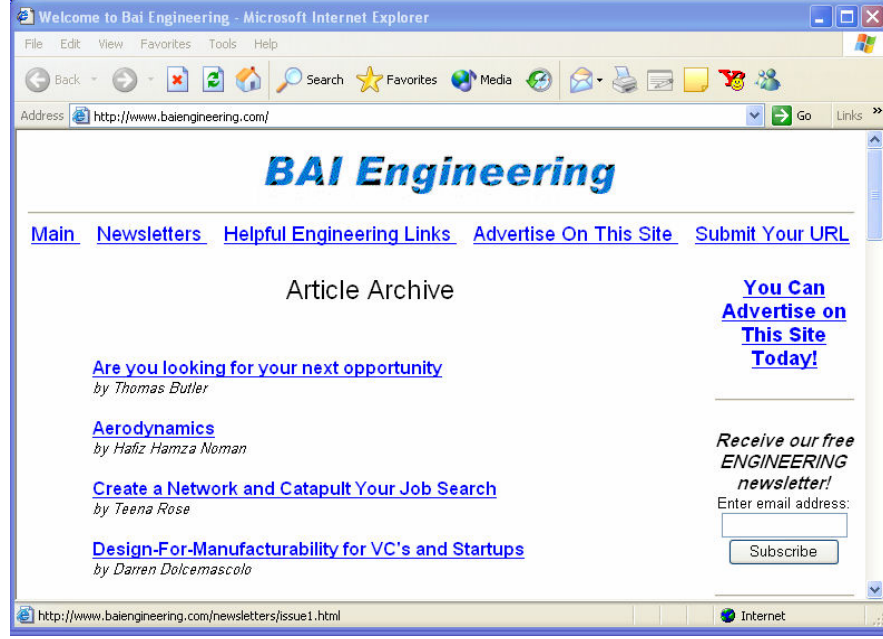 Welcome to Bai Engineering - Microsoft Internet Explorer
File Edit View Favorites Tools Help
Back Search Favorites Media
Address http://www.baiengineering.com/ Go Links »
BAI Engineering
Main Newsletters Helpful Engineering Links Advertise On This Site Submit Your URL
Article Archive
Are you looking for your next opportunity
by Thomas Butler
Aerodynamics
by Hafiz Hamza Noman
Create a Network and Catapult Your Job Search
by Teena Rose
Design-For-Manufacturability for VC's and Startups
by Darren Dolcemascolo
You Can
Advertise on
This Site
Today!
Receive our free
ENGINEERING
newsletter!
Enter email address:
Subscribe
http://www.baiengineering.com/newsletters/issue1.html Internet